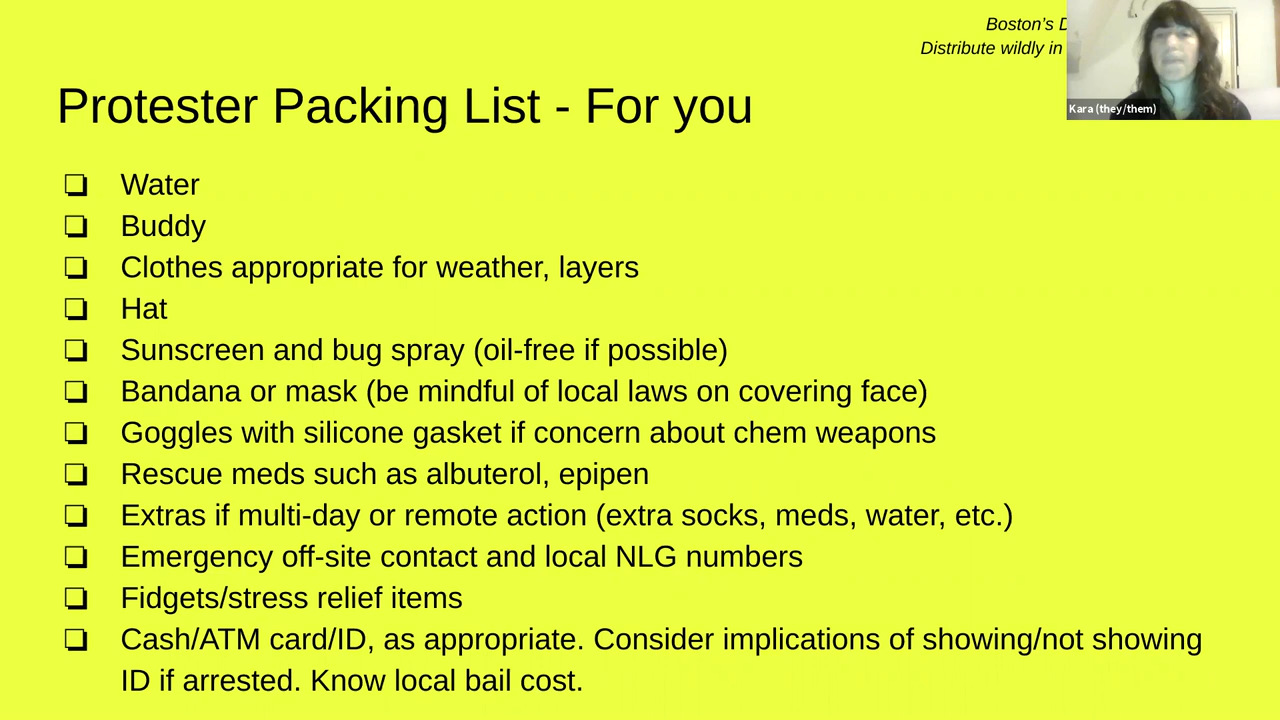 Boston's
Distribute wildly in
Kara (they/them)
Protester Packing List - For you
❏ Water
❏ Buddy
❏ Clothes appropriate for weather, layers
❏ Hat
❏ Sunscreen and bug spray (oil-free if possible)
❏ Bandana or mask (be mindful of local laws on covering face)
❏ Goggles with silicone gasket if concern about chem weapons
❏ Rescue meds such as albuterol, epipen
❏ Extras if multi-day or remote action (extra socks, meds, water, etc.)
❏ Emergency off-site contact and local NLG numbers
❏ Fidgets/stress relief items
❏ Cash/ATM card/ID, as appropriate. Consider implications of showing/not showing
ID if arrested. Know local bail cost.